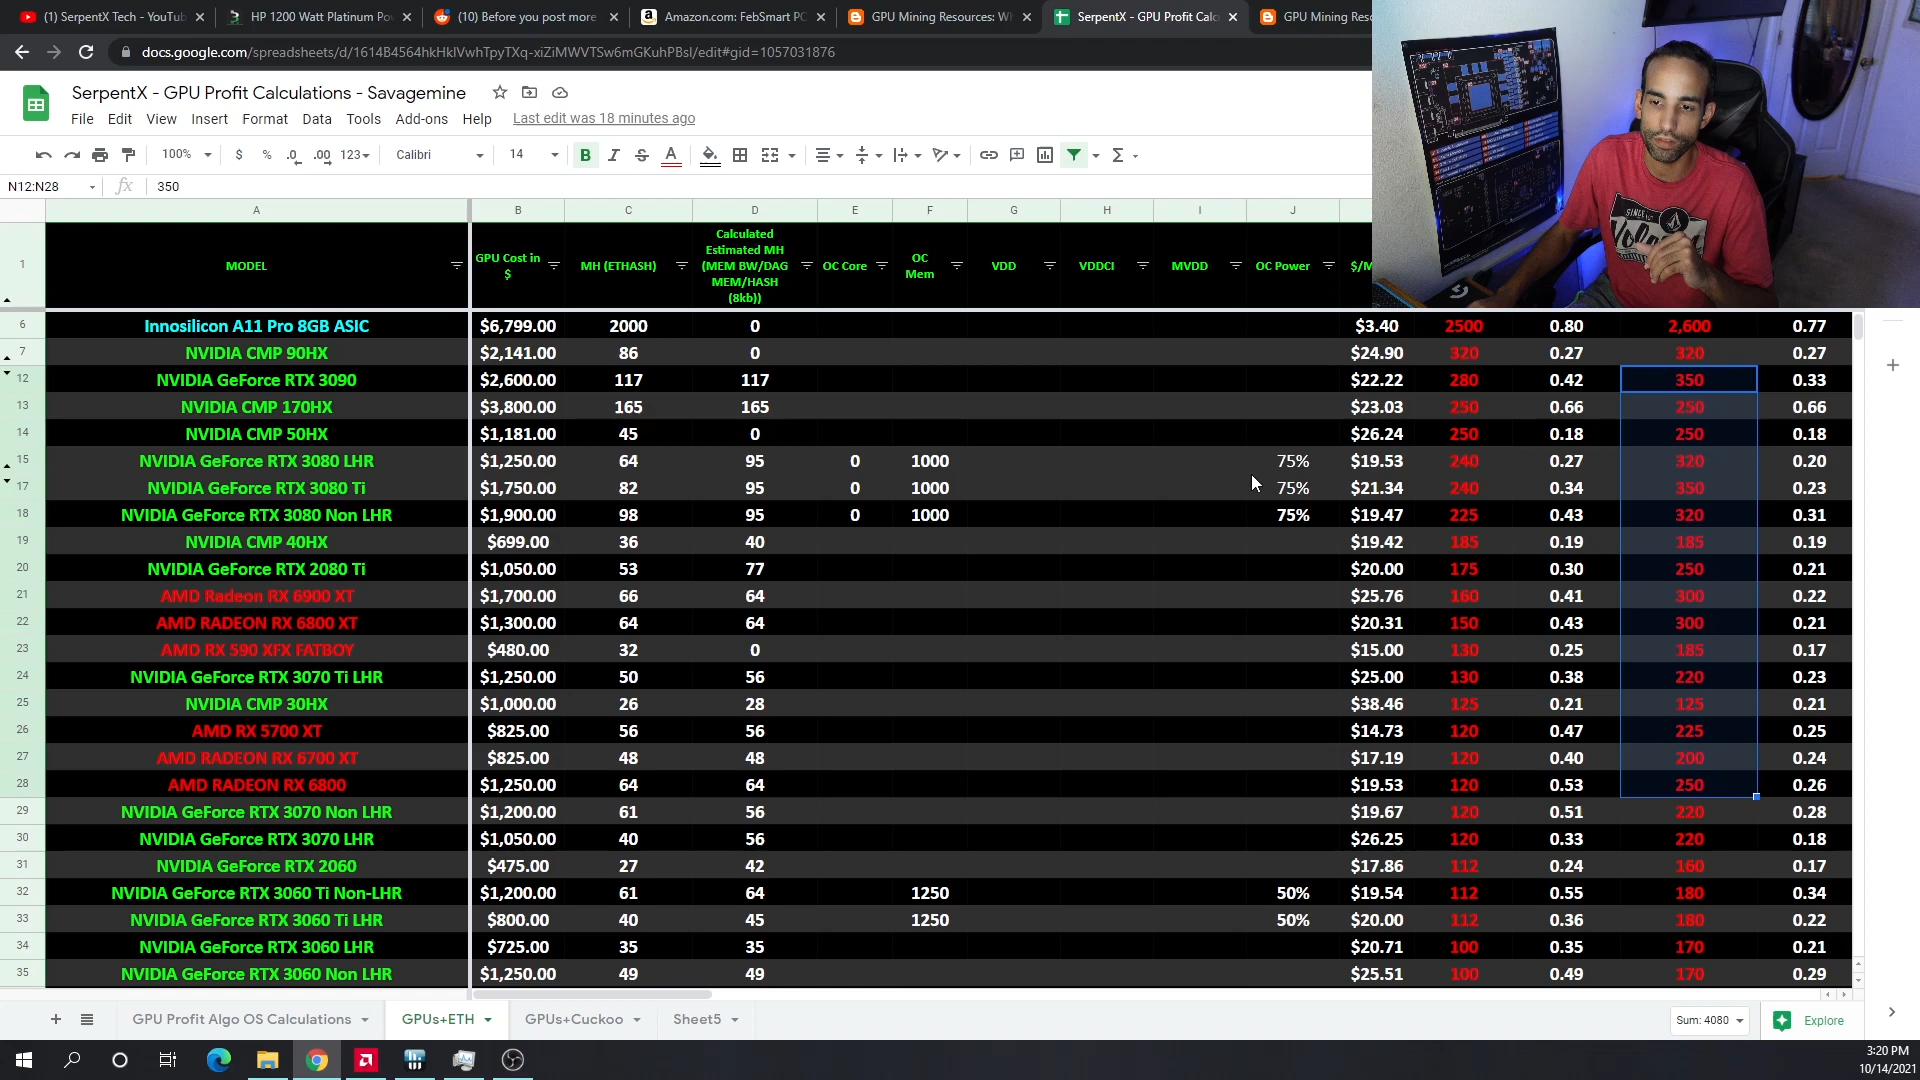 (1) SerpentX Tech - YouTub
HP 1200 Watt Platinum Po
(10) Before you post more
Amazon.com: FebSmart PC
GPU Mining Resources: Wh
SerpentX - GPU Profit Calc
GPU Mining Reso
docs.google.com/spreadsheets/d/1614B4564hkHklVwhTpyTXq-xiZiMWVTSw6mGKuhPBsI/edit#gid=1057031876
SerpentX - GPU Profit Calculations - Savagemine
File Edit View Insert Format Data Tools Add-ons Help Last edit was 18 minutes ago
100% $ % .0 .00 123 Calibri 14 B I S A Σ
N12:N28 fx 350
A B C D E F G H I J
1 MODEL GPU Cost in $ MH (ETHASH) Calculated Estimated MH (MEM BW/DAG MEM/HASH (8kb)) OC Core OC Mem VDD VDDCI MVDD OC Power $/M
6 Innosilicon A11 Pro 8GB ASIC $6,799.00 2000 0 $3.40 2500 0.80 2,600 0.77
7 NVIDIA CMP 90HX $2,141.00 86 0 $24.90 320 0.27 320 0.27
12 NVIDIA GeForce RTX 3090 $2,600.00 117 117 $22.22 280 0.42 350 0.33
13 NVIDIA CMP 170HX $3,800.00 165 165 $23.03 250 0.66 250 0.66
14 NVIDIA CMP 50HX $1,181.00 45 0 $26.24 250 0.18 250 0.18
15 NVIDIA GeForce RTX 3080 LHR $1,250.00 64 95 0 1000 75% $19.53 240 0.27 320 0.20
17 NVIDIA GeForce RTX 3080 Ti $1,750.00 82 95 0 1000 75% $21.34 240 0.34 350 0.23
18 NVIDIA GeForce RTX 3080 Non LHR $1,900.00 98 95 0 1000 75% $19.47 225 0.43 320 0.31
19 NVIDIA CMP 40HX $699.00 36 40 $19.42 185 0.19 185 0.19
20 NVIDIA GeForce RTX 2080 Ti $1,050.00 53 77 $20.00 175 0.30 250 0.21
21 AMD Radeon RX 6900 XT $1,700.00 66 64 $25.76 160 0.41 300 0.22
22 AMD RADEON RX 6800 XT $1,300.00 64 64 $20.31 150 0.43 300 0.21
23 AMD RX 590 XFX FATBOY $480.00 32 0 $15.00 130 0.25 185 0.17
24 NVIDIA GeForce RTX 3070 Ti LHR $1,250.00 50 56 $25.00 130 0.38 220 0.23
25 NVIDIA CMP 30HX $1,000.00 26 28 $38.46 125 0.21 125 0.21
26 AMD RX 5700 XT $825.00 56 56 $14.73 120 0.47 225 0.25
27 AMD RADEON RX 6700 XT $825.00 48 48 $17.19 120 0.40 200 0.24
28 AMD RADEON RX 6800 $1,250.00 64 64 $19.53 120 0.53 250 0.26
29 NVIDIA GeForce RTX 3070 Non LHR $1,200.00 61 56 $19.67 120 0.51 220 0.28
30 NVIDIA GeForce RTX 3070 LHR $1,050.00 40 56 $26.25 120 0.33 220 0.18
31 NVIDIA GeForce RTX 2060 $475.00 27 42 $17.86 112 0.24 160 0.17
32 NVIDIA GeForce RTX 3060 Ti Non-LHR $1,200.00 61 64 1250 50% $19.54 112 0.55 180 0.34
33 NVIDIA GeForce RTX 3060 Ti LHR $800.00 40 45 1250 50% $20.00 112 0.36 180 0.22
34 NVIDIA GeForce RTX 3060 LHR $725.00 35 35 $20.71 100 0.35 170 0.21
35 NVIDIA GeForce RTX 3060 Non LHR $1,250.00 49 49 $25.51 100 0.49 170 0.29
GPU Profit Algo OS Calculations GPUs+ETH GPUs+Cuckoo Sheet5 Sum: 4080 Explore
3:20 PM
10/14/2021